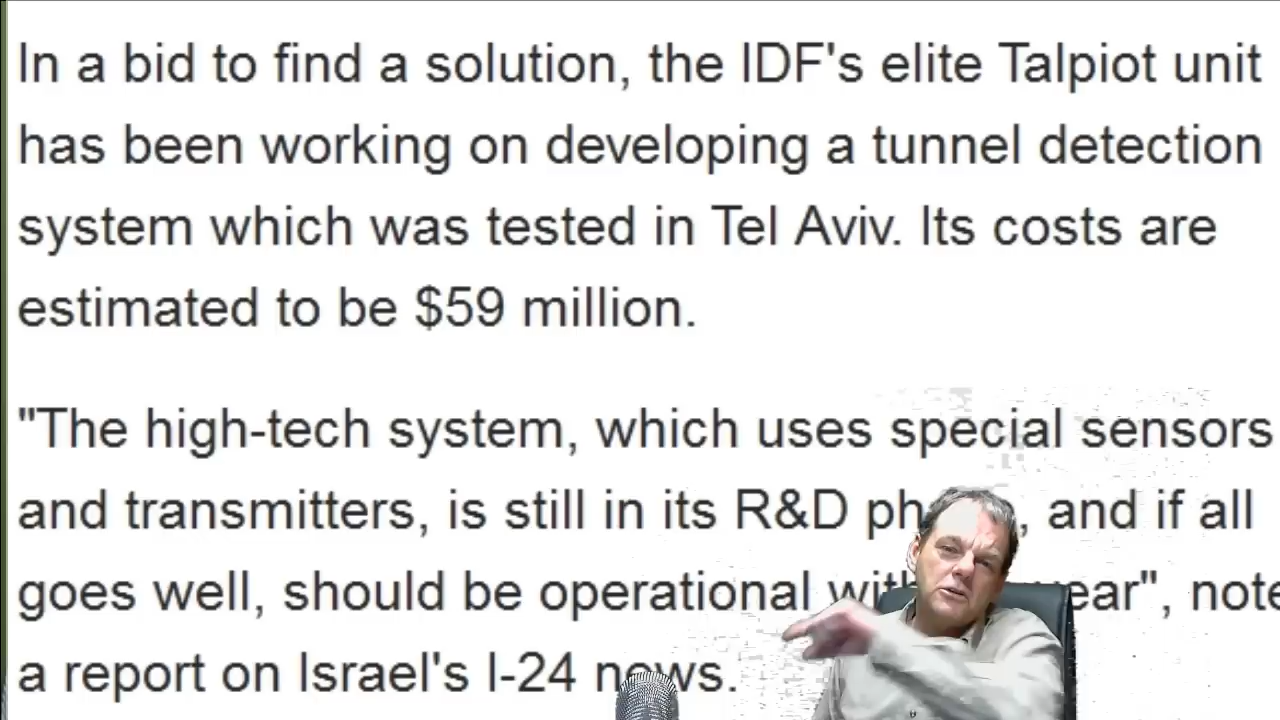 In a bid to find a solution, the IDF's elite Talpiot unit
has been working on developing a tunnel detection
system which was tested in Tel Aviv. Its costs are
estimated to be $59 million.
"The high-tech system, which uses special sensors
and transmitters, is still in its R&D , and if all
goes well, should be operational
a report on Israel's I-24 news.